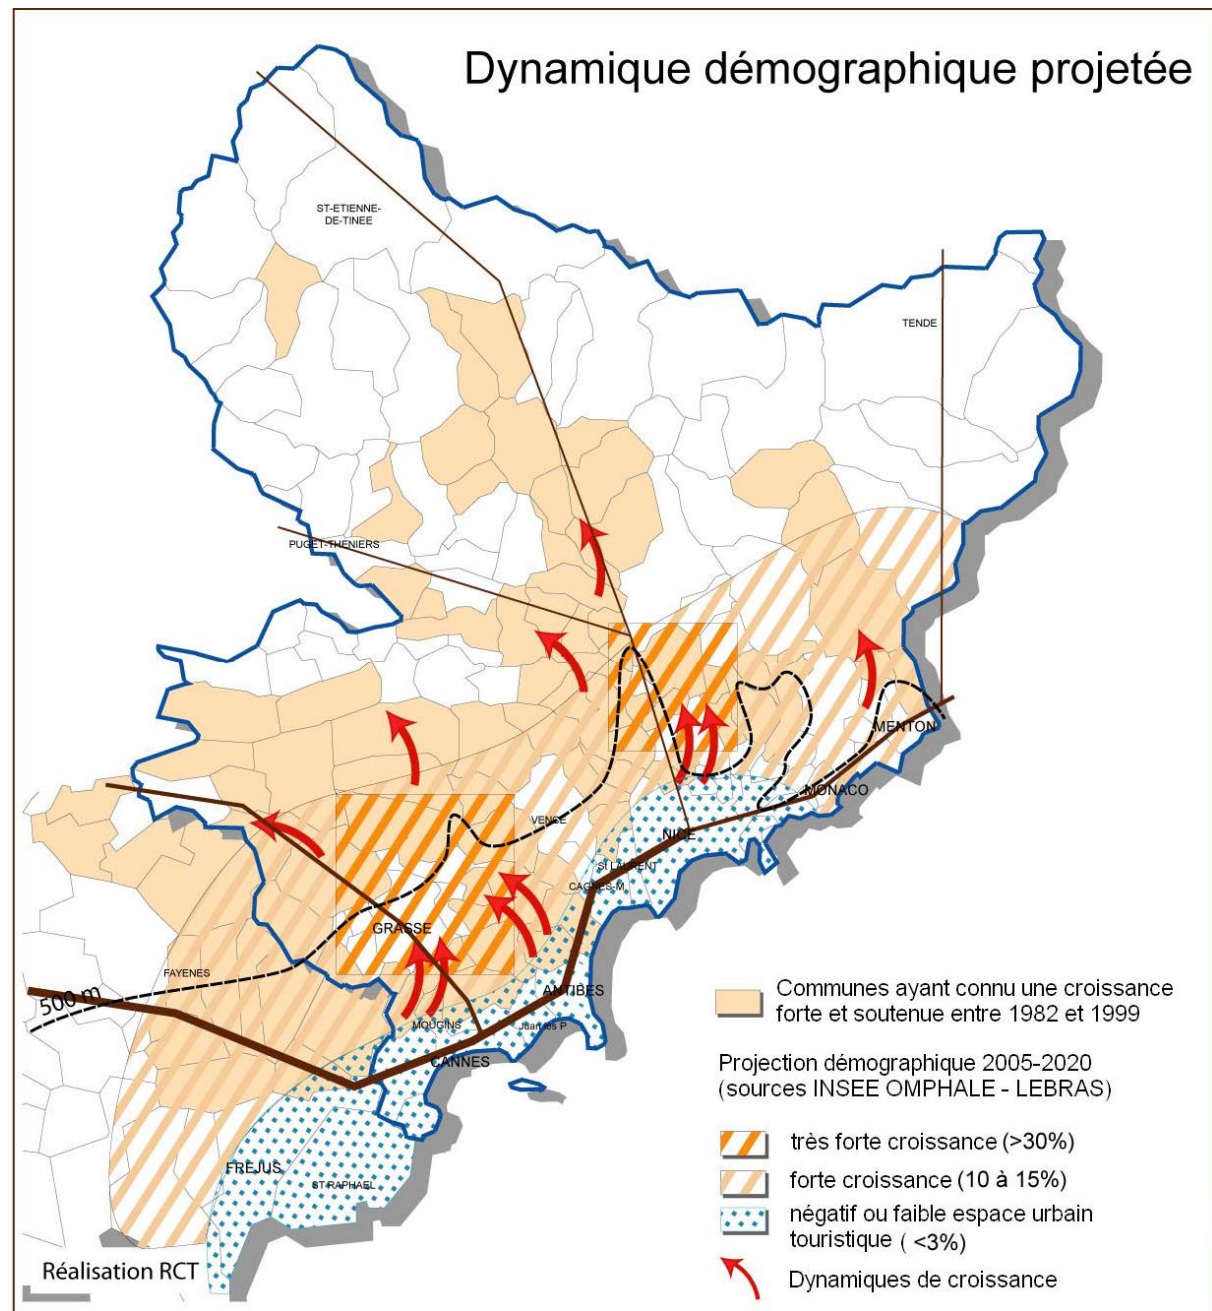 Dynamique démographique projetée
ST-ETIENNE-
DE-TINEE
TENDE
PUGET-THENIERS
MENTON
MONACO
VENCE
NICE
St LAURENT
CAGNES-M
GRASSE
FAYENES
500 m
ANTIBES
MOUGINS
Juan les P
CANNES
FREJUS
ST-RAPHAEL
Communes ayant connu une croissance
forte et soutenue entre 1982 et 1999
Projection démographique 2005-2020
(sources INSEE OMPHALE - LEBRAS)
très forte croissance (>30%)
forte croissance (10 à 15%)
négatif ou faible espace urbain
touristique ( <3%)
Dynamiques de croissance
Réalisation RCT